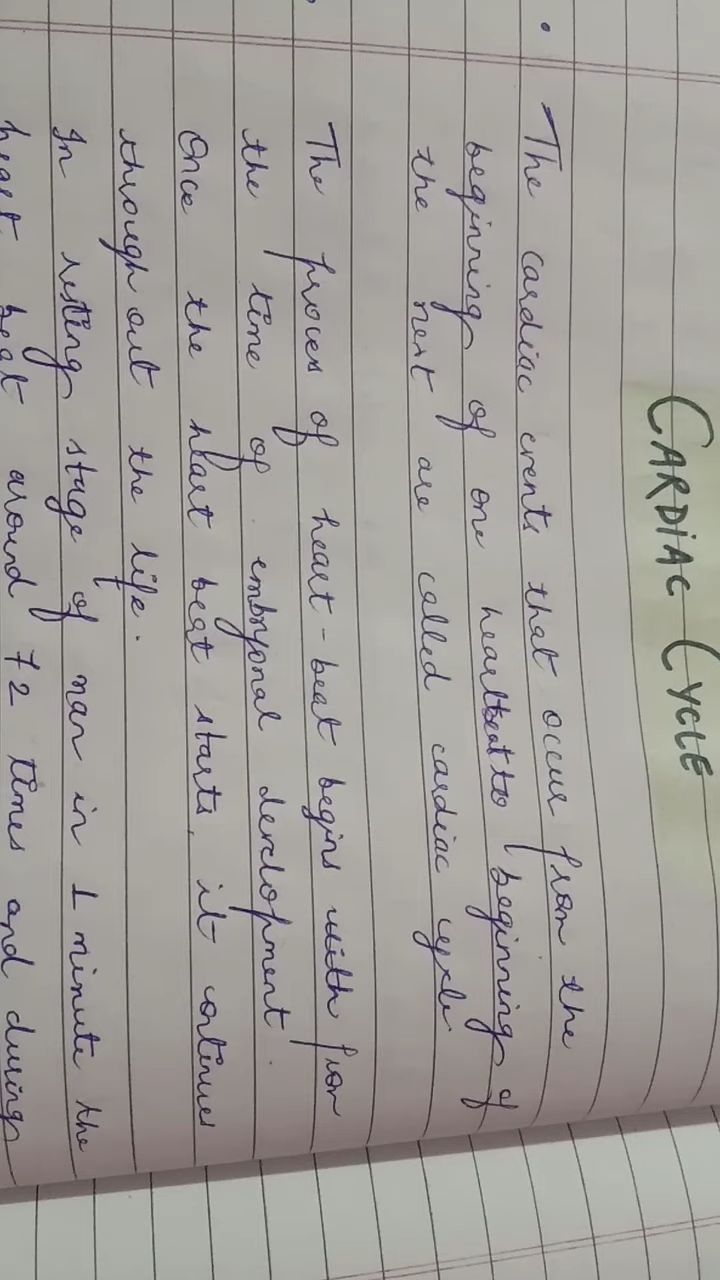 CARDIAC CYCLE
• The cardiac events that occur from the
beginning of one heartbeat to beginning of
the next are called cardiac cycle
• The process of heart-beat begins with from
the time of embryonal development.
Once the heart beat starts, it continues
through out the life.
In resting stage of man in 1 minute the
heart beat around 72 times and during